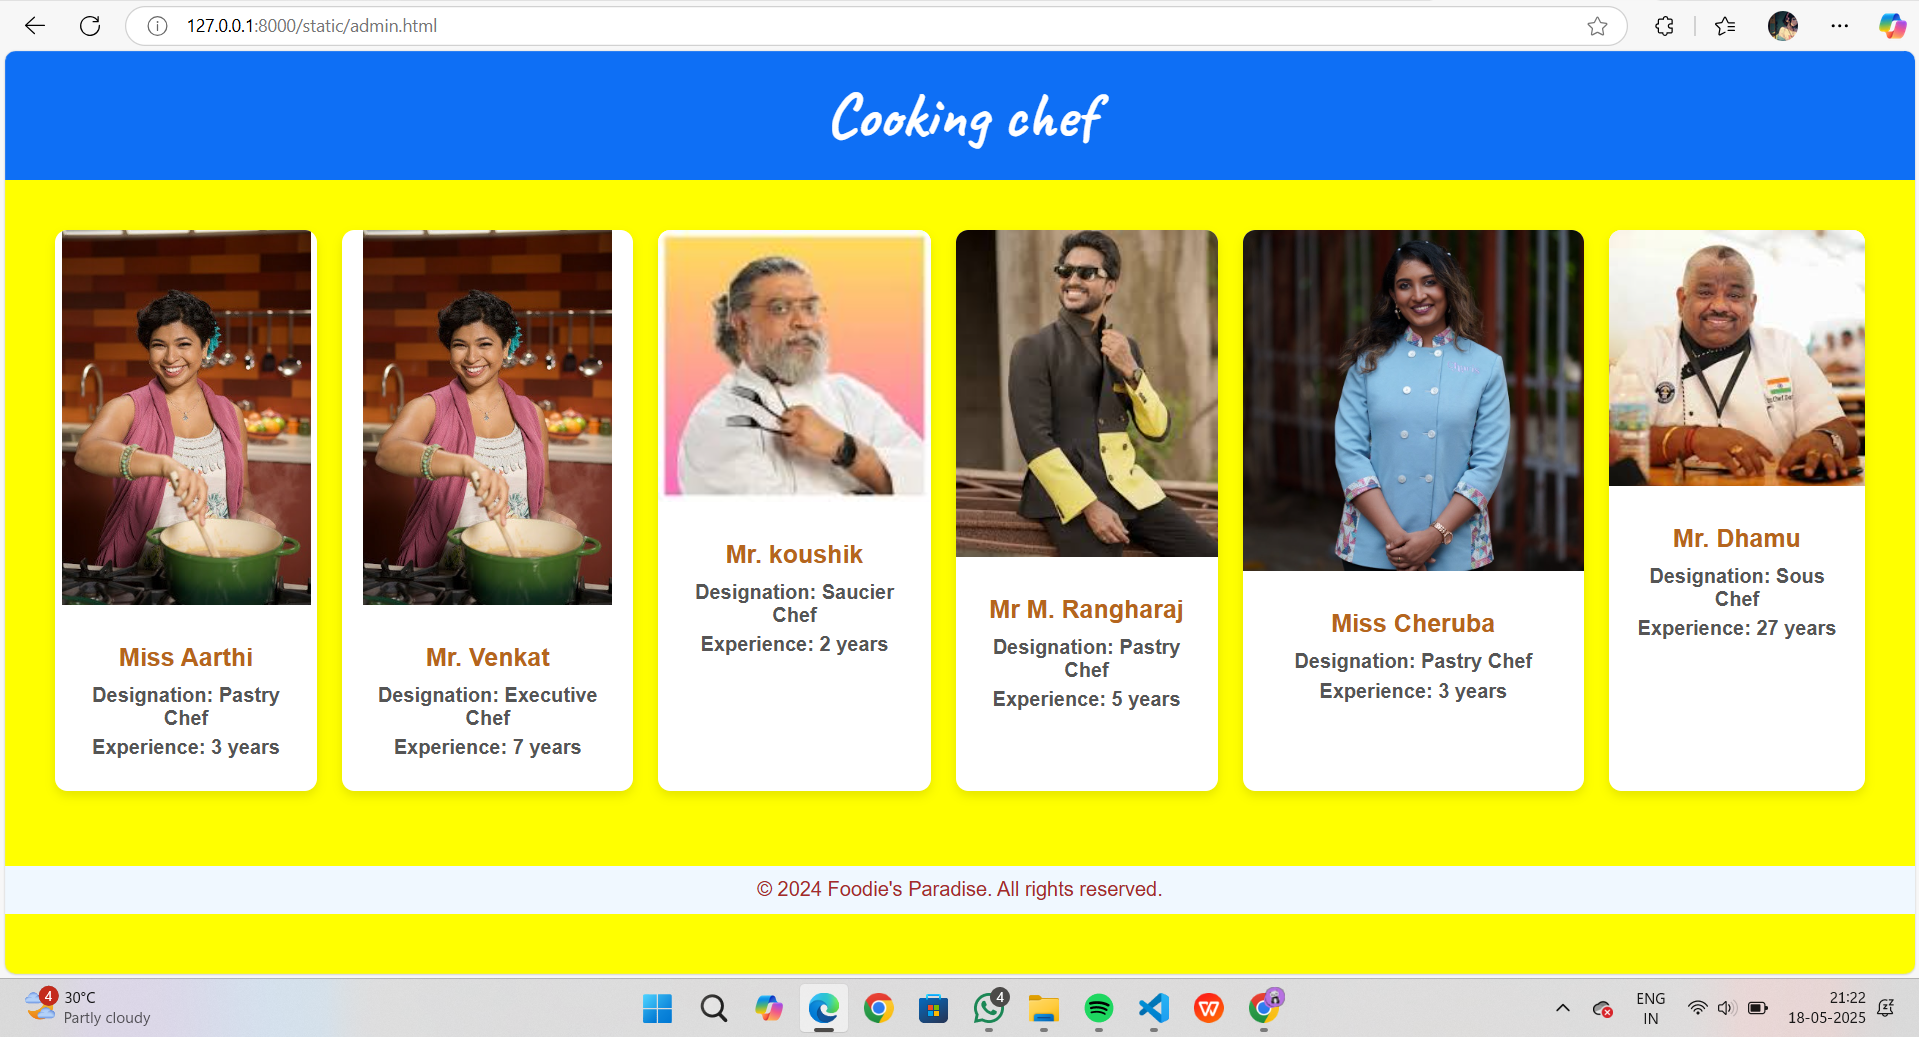 127.0.0.1:8000/static/admin.html
Cooking chef
Miss Aarthi
Designation: Pastry
Chef
Experience: 3 years
Mr. Venkat
Designation: Executive
Chef
Experience: 7 years
Mr. koushik
Designation: Saucier
Chef
Experience: 2 years
Mr M. Rangharaj
Designation: Pastry
Chef
Experience: 5 years
Miss Cheruba
Designation: Pastry Chef
Experience: 3 years
Mr. Dhamu
Designation: Sous
Chef
Experience: 27 years
© 2024 Foodie's Paradise. All rights reserved.
4
30°C
Partly cloudy
4
ENG
IN
21:22
18-05-2025